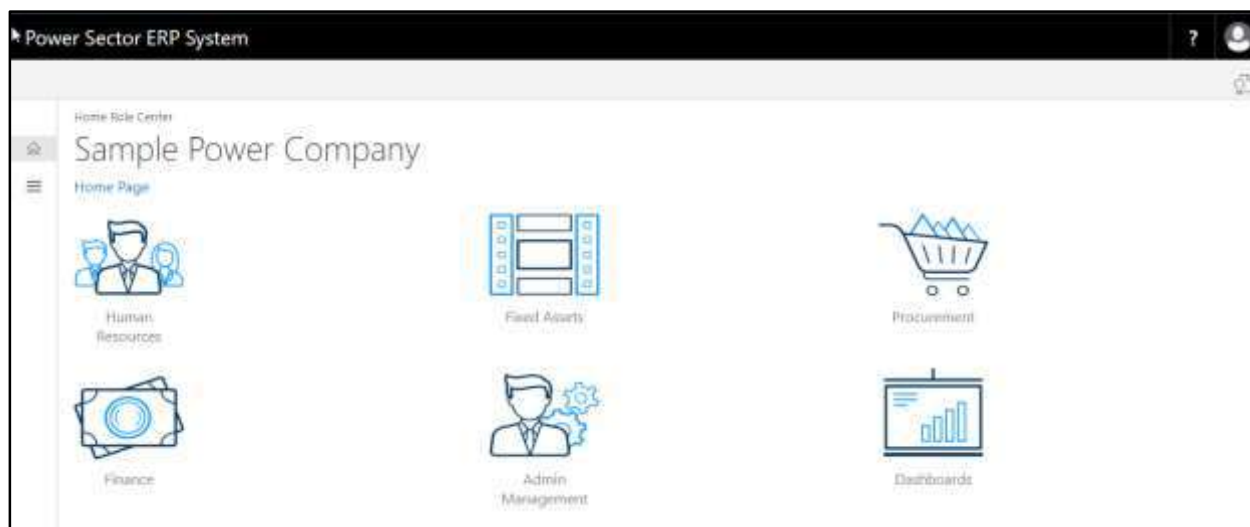 Power Sector ERP System
?
Home Role Center
Sample Power Company
Home Page
Human
Resources
Fixed Assets
Procurement
Finance
Admin
Management
Dashboards